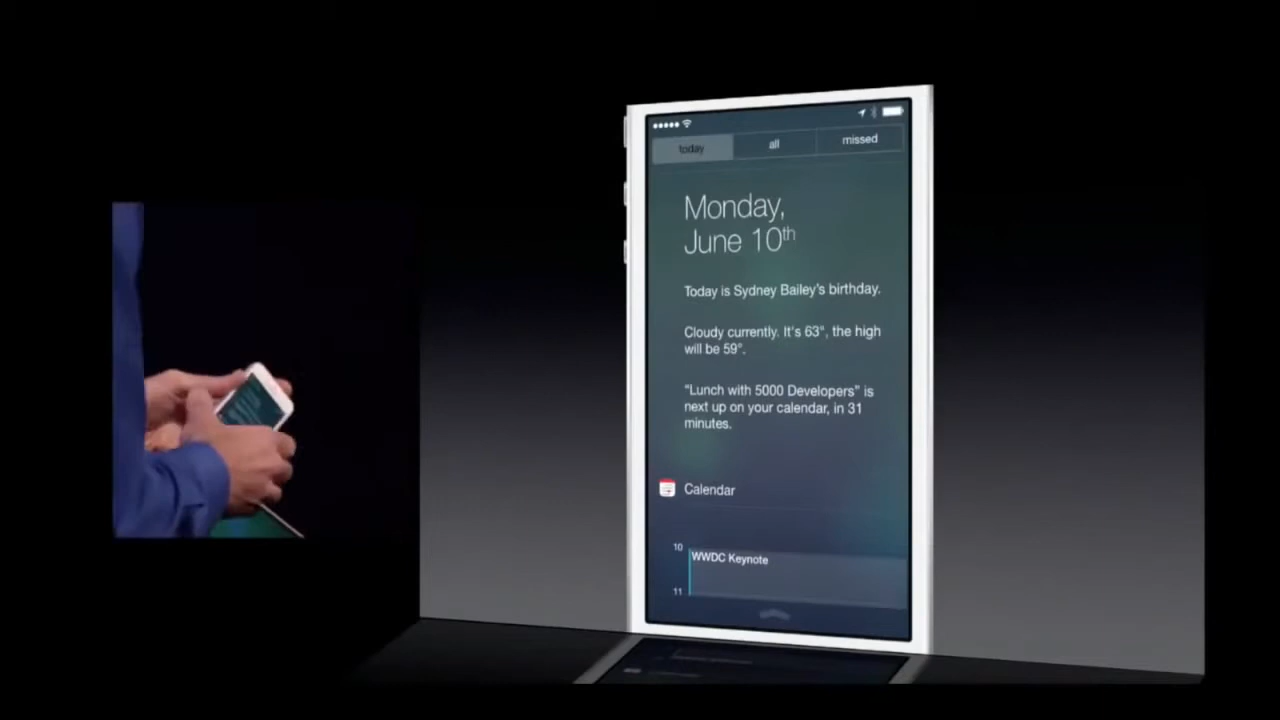 today all missed
Monday,
June 10th
Today is Sydney Bailey's birthday.
Cloudy currently. It's 63°, the high
will be 59°.
"Lunch with 5000 Developers" is
next up on your calendar, in 31
minutes.
Calendar
10 WWDC Keynote
11